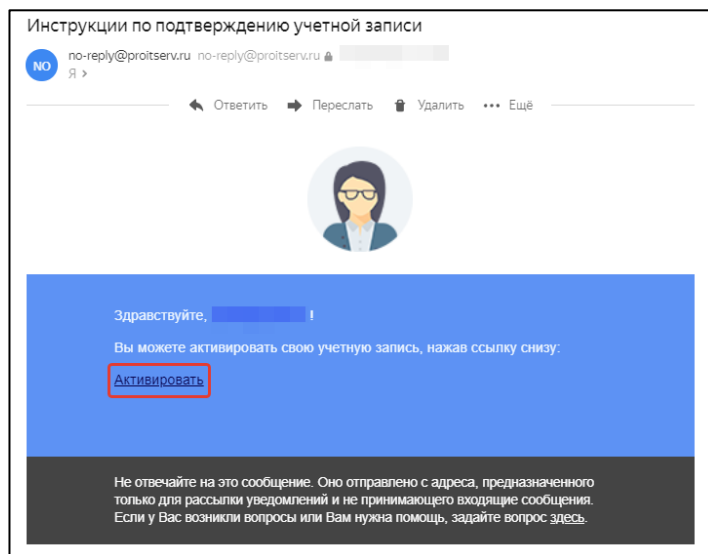 Инструкции по подтверждению учетной записи
NO
no-reply@proitserv.ru no-reply@proitserv.ru
Я >
Ответить Переслать Удалить ••• Ещё
Здравствуйте, !
Вы можете активировать свою учетную запись, нажав ссылку снизу:
Активировать
Не отвечайте на это сообщение. Оно отправлено с адреса, предназначенного
только для рассылки уведомлений и не принимающего входящие сообщения.
Если у Вас возникли вопросы или Вам нужна помощь, задайте вопрос здесь.